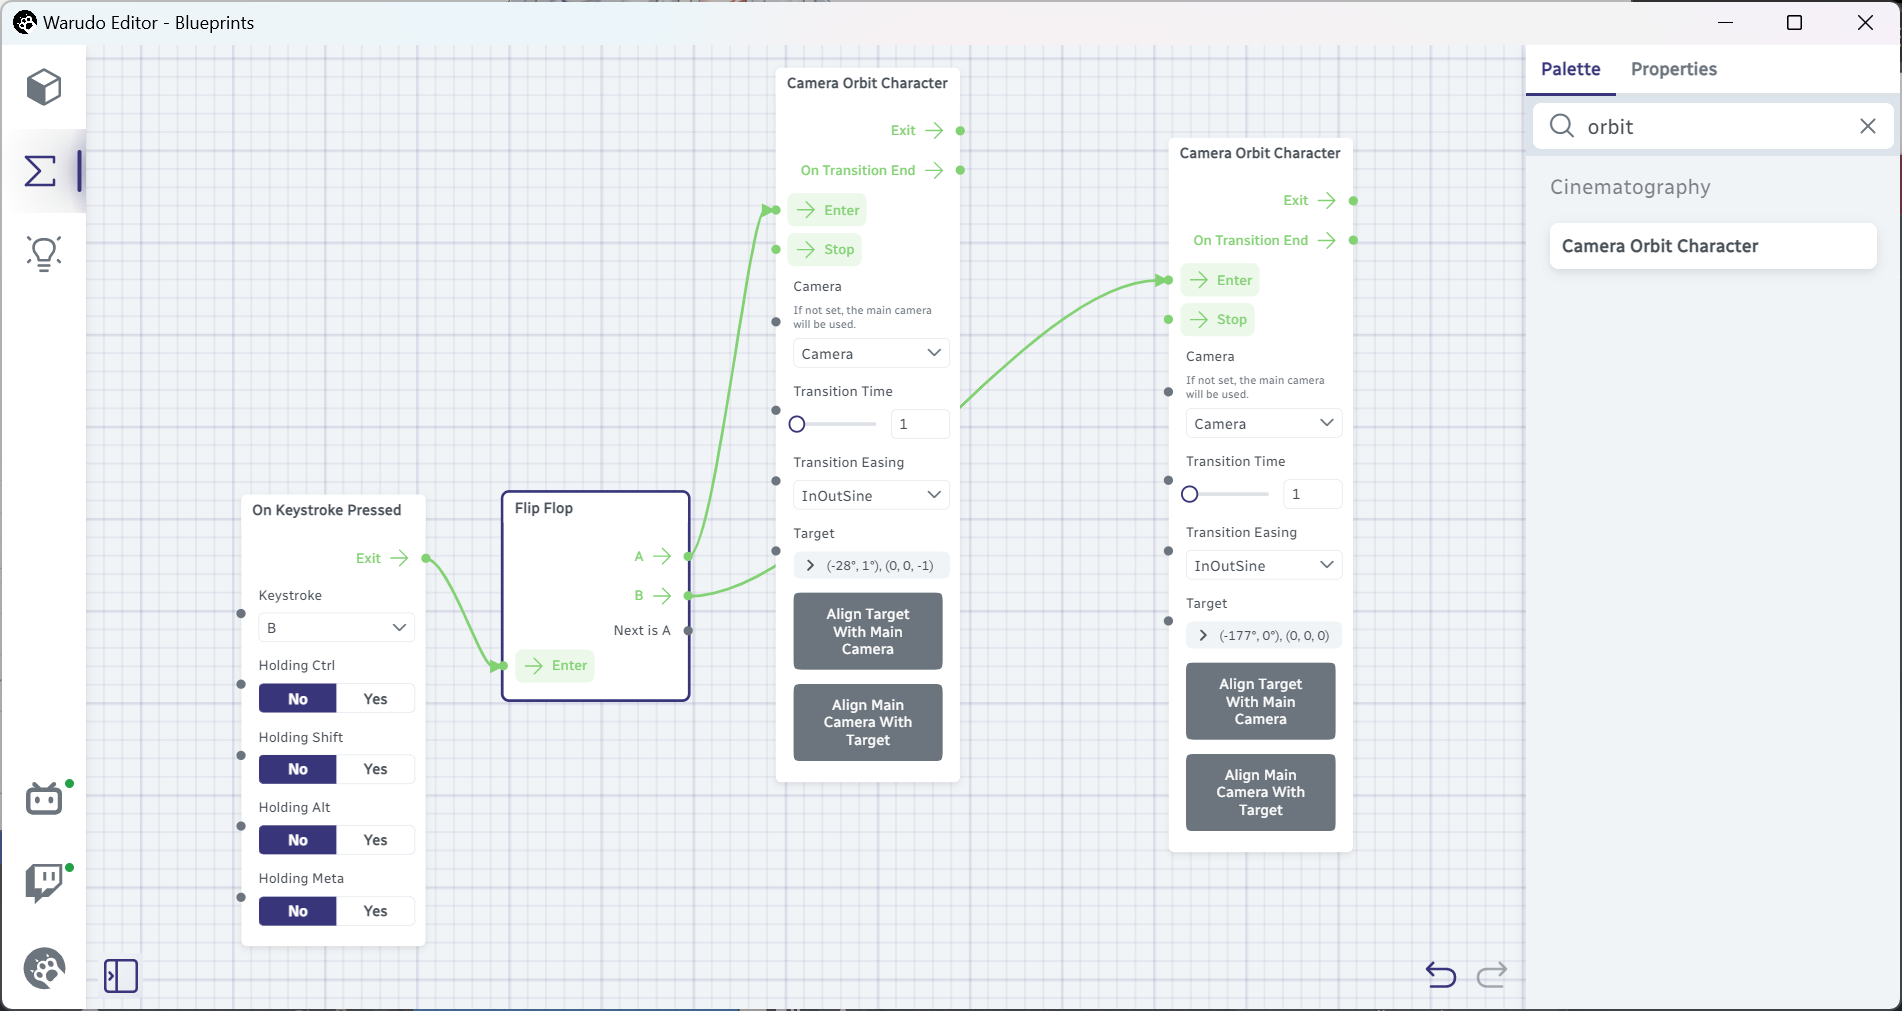 Warudo Editor - Blueprints
Camera Orbit Character
Exit
On Transition End
Enter
Stop
Camera
If not set, the main camera
will be used.
Camera
Transition Time
1
Transition Easing
InOutSine
Target
(-28°, 1°), (0, 0, -1)
Align Target
With Main
Camera
Align Main
Camera With
Target
Camera Orbit Character
Exit
On Transition End
Enter
Stop
Camera
If not set, the main camera
will be used.
Camera
Transition Time
1
Transition Easing
InOutSine
Target
(-177°, 0°), (0, 0, 0)
Align Target
With Main
Camera
Align Main
Camera With
Target
On Keystroke Pressed
Exit
Keystroke
B
Holding Ctrl
No Yes
Holding Shift
No Yes
Holding Alt
No Yes
Holding Meta
No Yes
Flip Flop
A
B
Next is A
Enter
Palette Properties
orbit
Cinematography
Camera Orbit Character